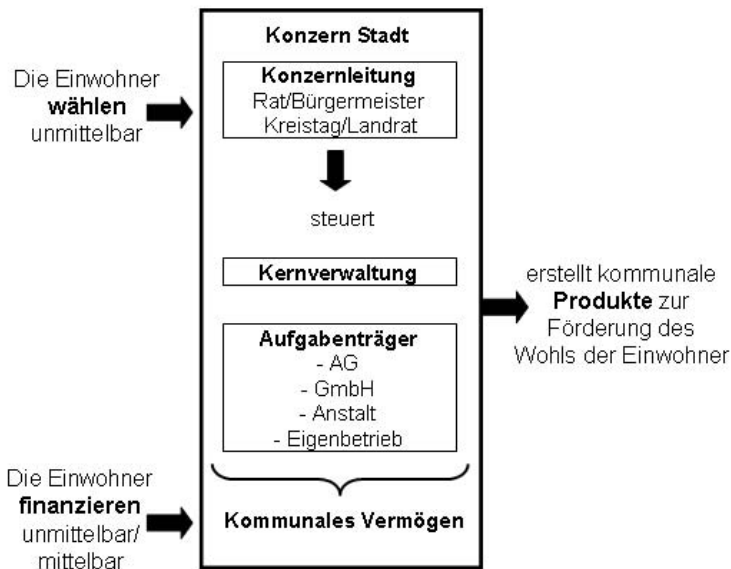 Konzern Stadt
Konzernleitung
Rat/Bürgermeister
Kreistag/Landrat
Die Einwohner
wählen
unmittelbar
steuert
Kernverwaltung
Aufgabenträger
- AG
- GmbH
- Anstalt
- Eigenbetrieb
erstellt kommunale
Produkte zur
Förderung des
Wohls der Einwohner
Die Einwohner
finanzieren
unmittelbar/
mittelbar
Kommunales Vermögen